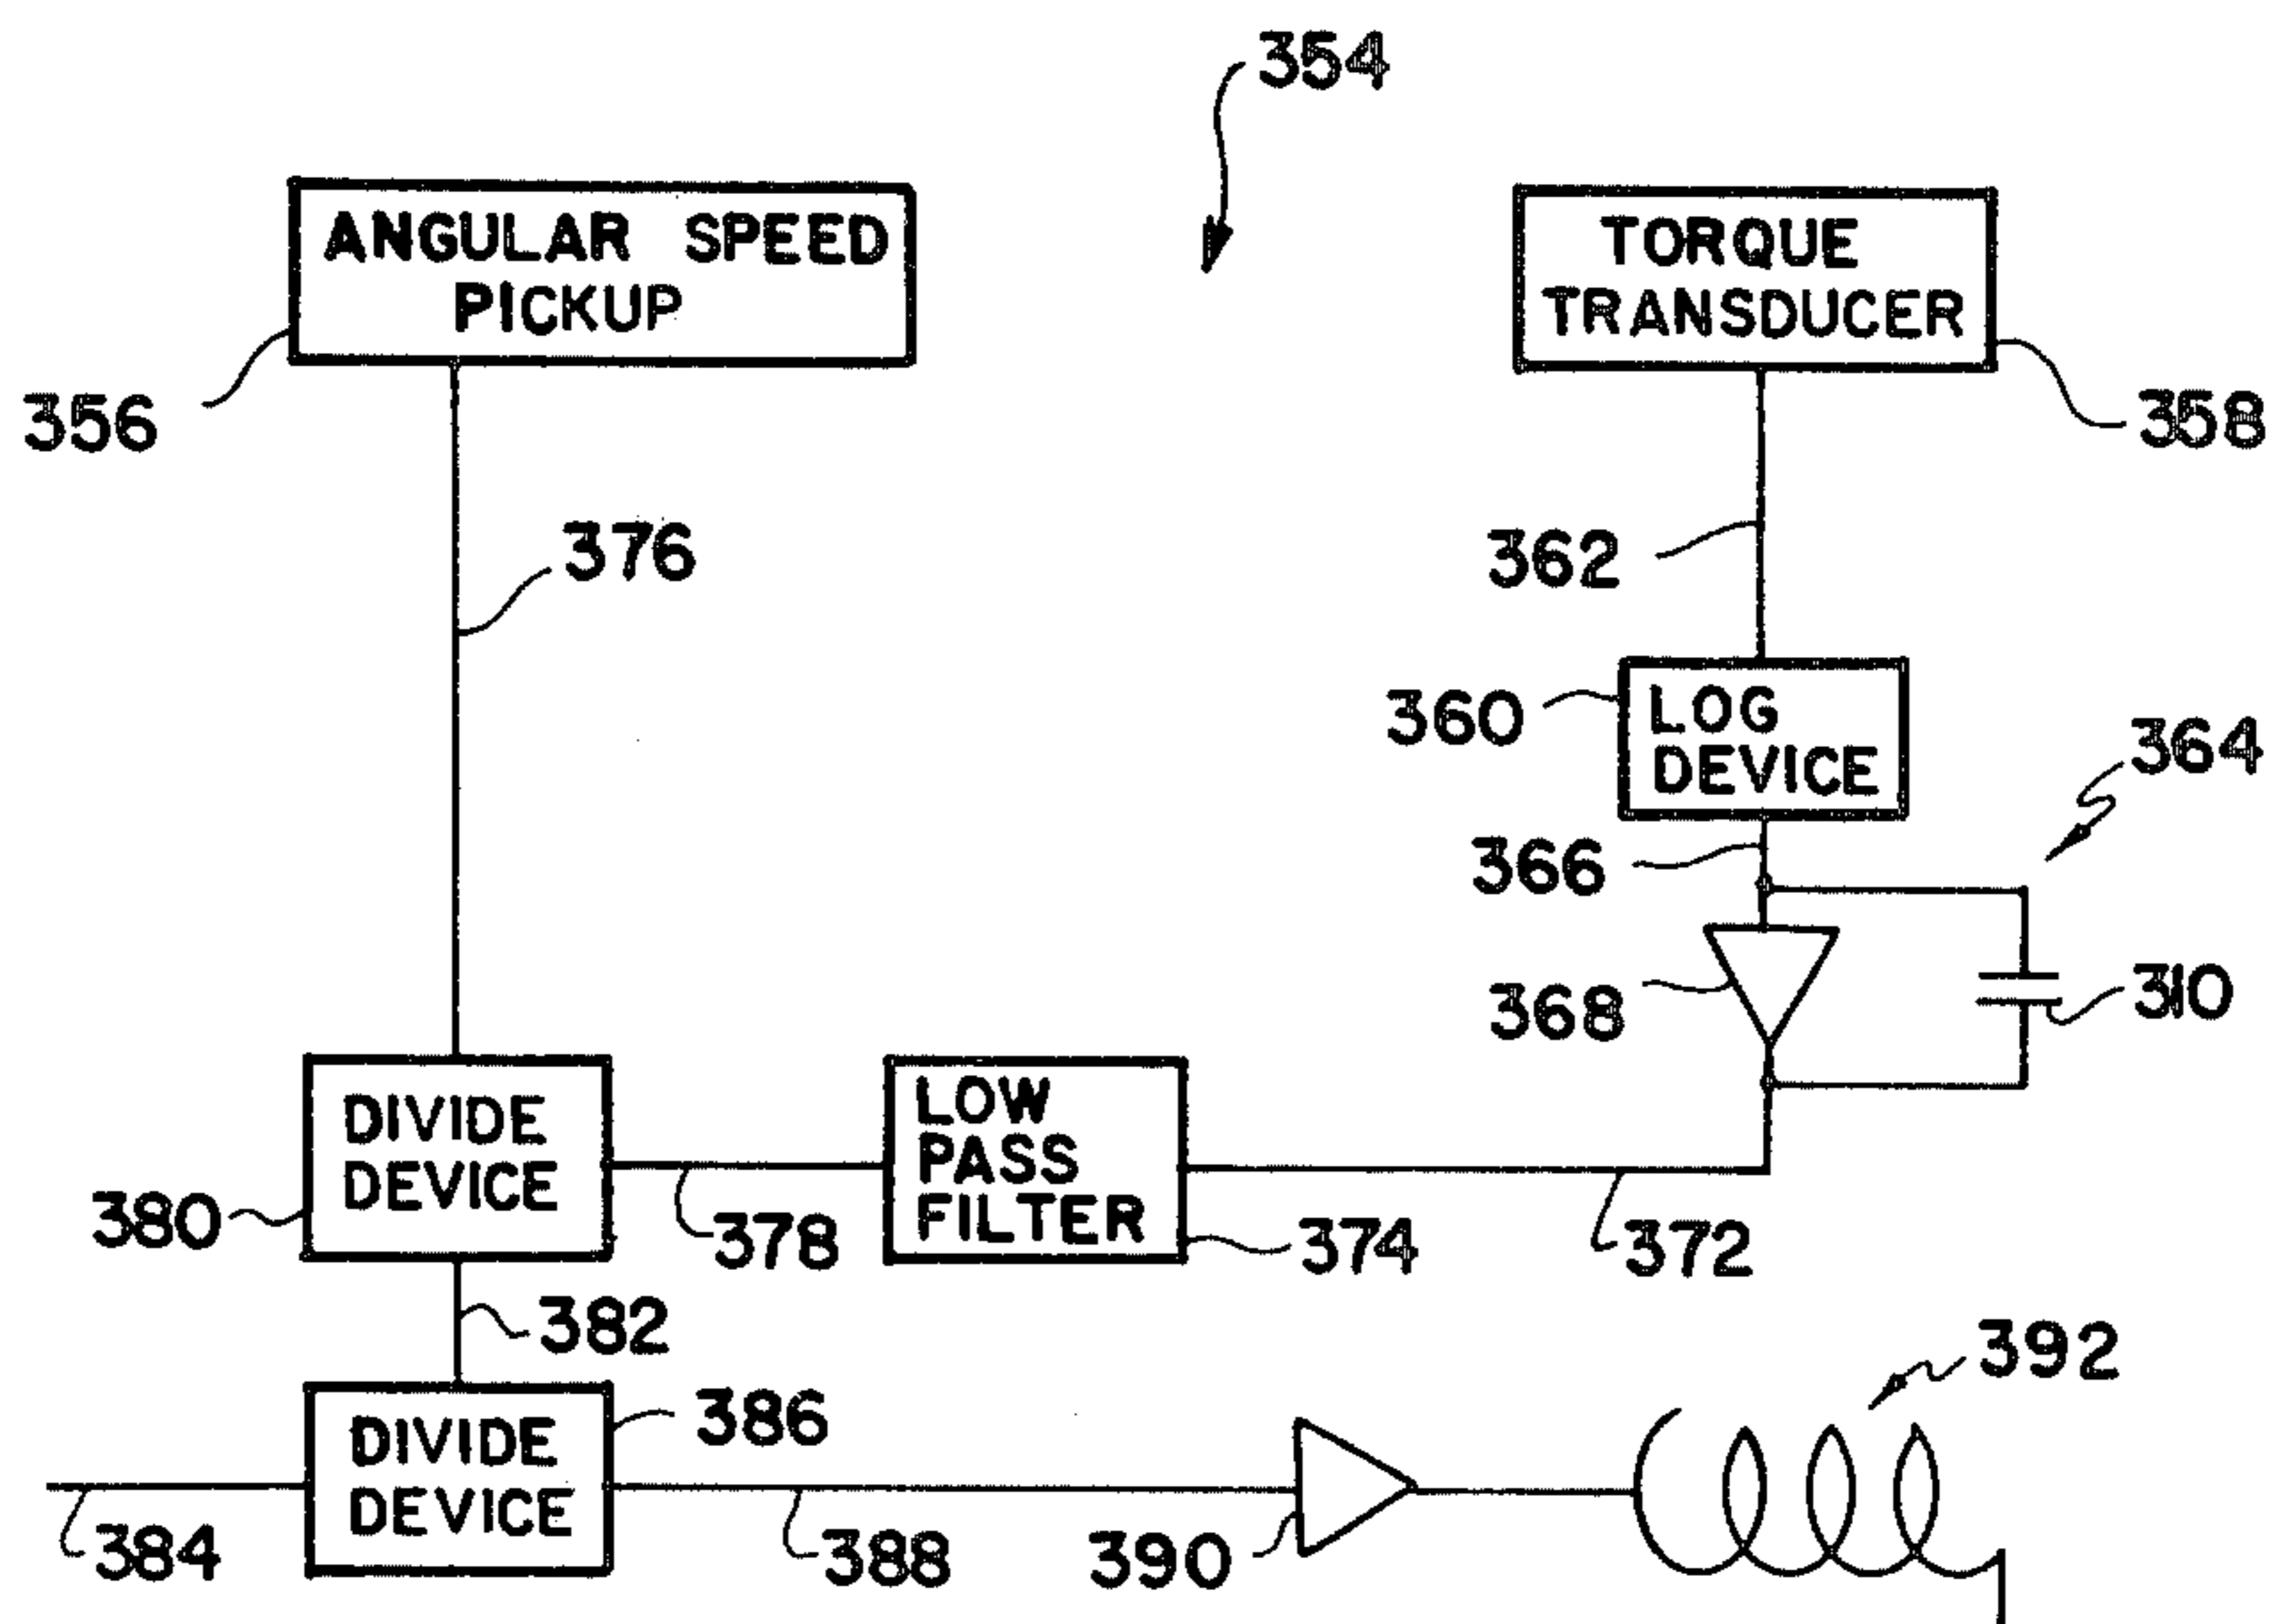 354
ANGULAR SPEED
PICKUP
TORQUE
TRANSDUCER
356
358
376
362
360
LOG
DEVICE
364
366
368
310
DIVIDE
DEVICE
LOW
PASS
FILTER
380
378
374
372
382
392
DIVIDE
DEVICE
386
384
388
390